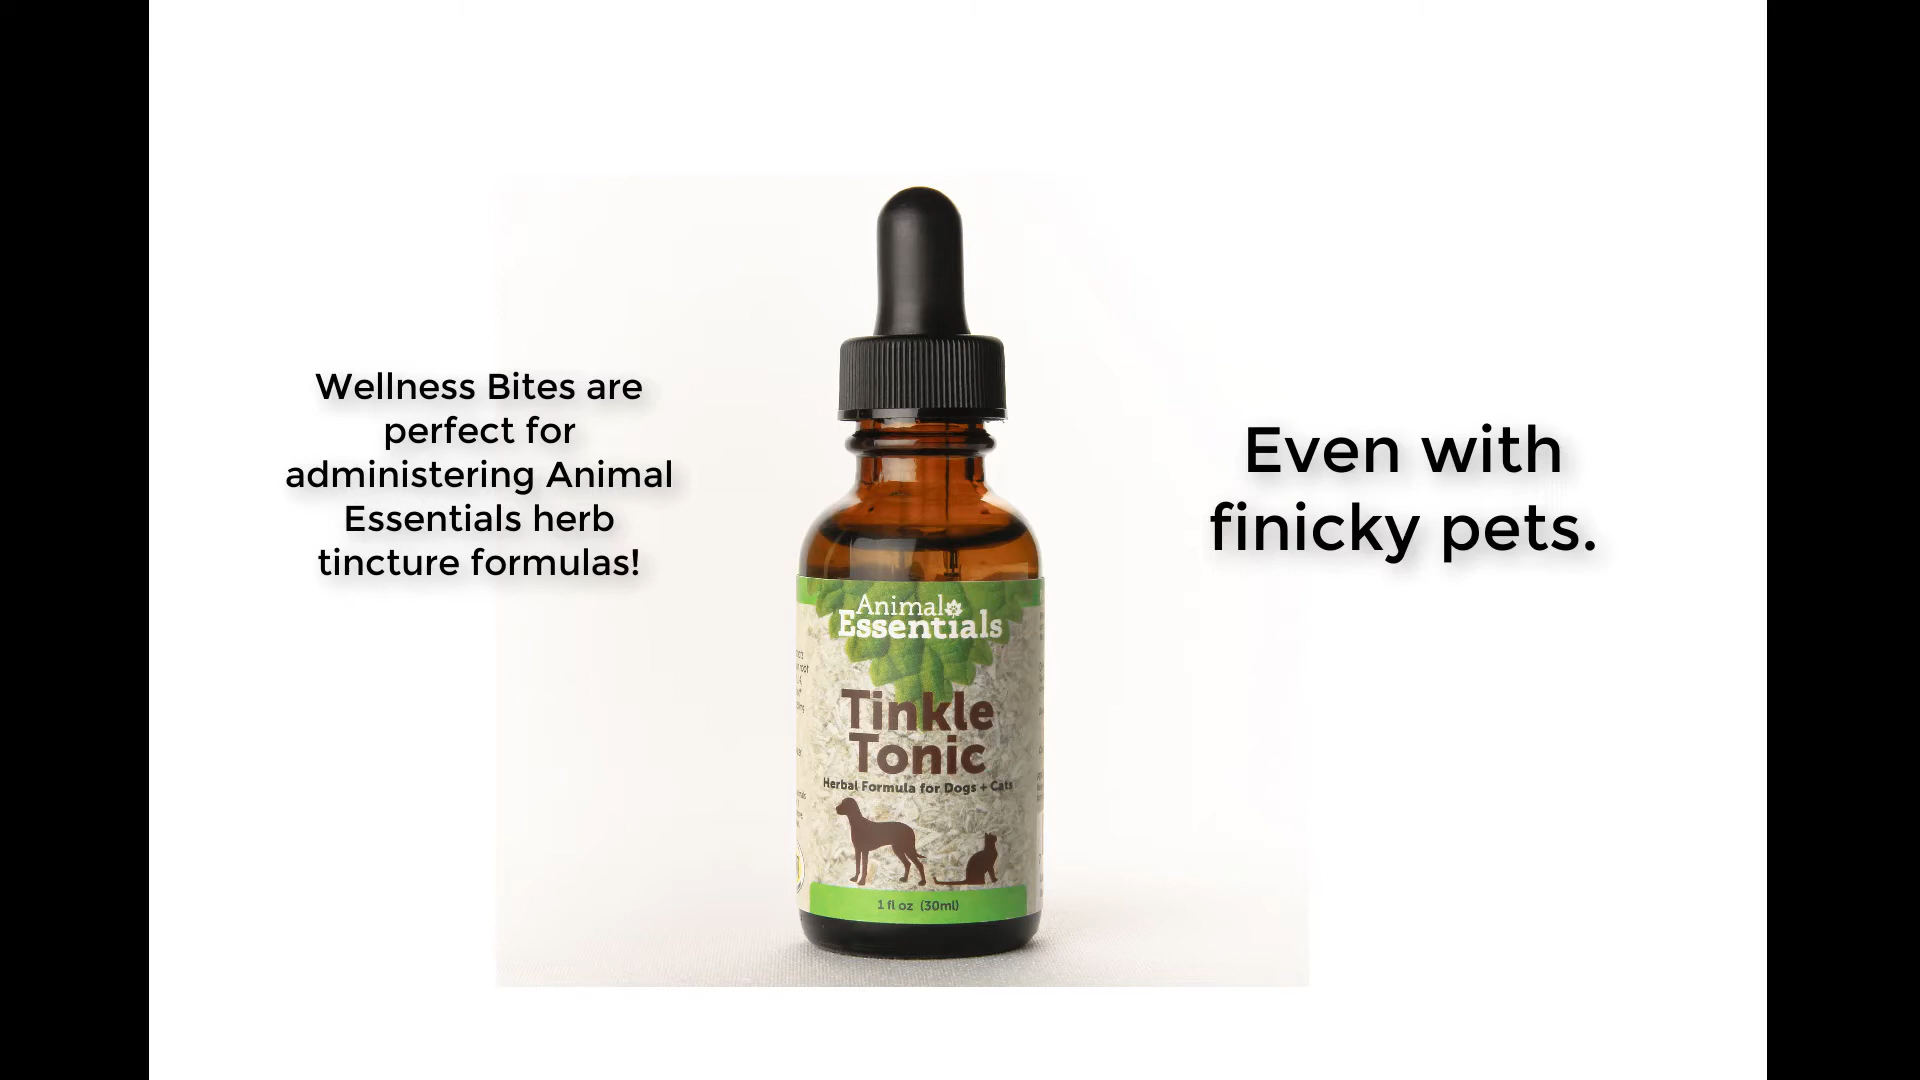 Wellness Bites are
perfect for
administering Animal
Essentials herb
tincture formulas!
Even with
finicky pets.
Animal
Essentials
Tinkle
Tonic
Herbal Formula for Dogs + Cats
1 fl oz (30ml)